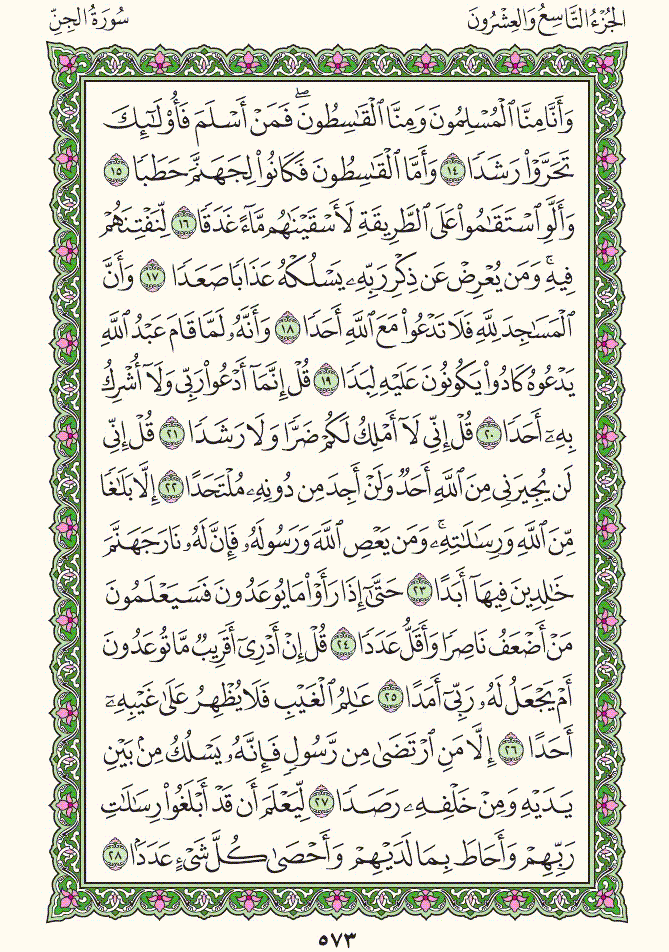 الجُزْءُ التَّاسِعُ وَالعِشْرُونَ
سُورَةُ الجِنِّ
وَأَنَّا مِنَّا ٱلْمُسْلِمُونَ وَمِنَّا ٱلْقَٰسِطُونَۖ فَمَنْ أَسْلَمَ فَأُو۟لَٰٓئِكَ
تَحَرَّوْا۟ رَشَدًا ١٤ وَأَمَّا ٱلْقَٰسِطُونَ فَكَانُوا۟ لِجَهَنَّمَ حَطَبًا ١٥
وَأَلَّوِ ٱسْتَقَٰمُوا۟ عَلَى ٱلطَّرِيقَةِ لَأَسْقَيْنَٰهُم مَّآءً غَدَقًا ١٦ لِّنَفْتِنَهُمْ
فِيهِۚ وَمَن يُعْرِضْ عَن ذِكْرِ رَبِّهِۦ يَسْلُكْهُ عَذَابًا صَعَدًا ١٧ وَأَنَّ
ٱلْمَسَٰجِدَ لِلَّهِ فَلَا تَدْعُوا۟ مَعَ ٱللَّهِ أَحَدًا ١٨ وَأَنَّهُۥ لَمَّا قَامَ عَبْدُ ٱللَّهِ
يَدْعُوهُ كَادُوا۟ يَكُونُونَ عَلَيْهِ لِبَدًا ١٩ قُلْ إِنَّمَآ أَدْعُوا۟ رَبِّى وَلَآ أُشْرِكُ
بِهِۦٓ أَحَدًا ٢٠ قُلْ إِنِّى لَآ أَمْلِكُ لَكُمْ ضَرًّا وَلَا رَشَدًا ٢١ قُلْ إِنِّى
لَن يُجِيرَنِى مِنَ ٱللَّهِ أَحَدٌ وَلَنْ أَجِدَ مِن دُونِهِۦ مُلْتَحَدًا ٢٢ إِلَّا بَلَٰغًا
مِّنَ ٱللَّهِ وَرِسَٰلَٰتِهِۦۚ وَمَن يَعْصِ ٱللَّهَ وَرَسُولَهُۥ فَإِنَّ لَهُۥ نَارَ جَهَنَّمَ
خَٰلِدِينَ فِيهَآ أَبَدًا ٢٣ حَتَّىٰٓ إِذَا رَأَوْا۟ مَا يُوعَدُونَ فَسَيَعْلَمُونَ
مَنْ أَضْعَفُ نَاصِرًا وَأَقَلُّ عَدَدًا ٢٤ قُلْ إِنْ أَدْرِىٓ أَقَرِيبٌ مَّا تُوعَدُونَ
أَمْ يَجْعَلُ لَهُۥ رَبِّىٓ أَمَدًا ٢٥ عَٰلِمُ ٱلْغَيْبِ فَلَا يُظْهِرُ عَلَىٰ غَيْبِهِۦٓ
أَحَدًا ٢٦ إِلَّا مَنِ ٱرْتَضَىٰ مِن رَّسُولٍ فَإِنَّهُۥ يَسْلُكُ مِنۢ بَيْنِ
يَدَيْهِ وَمِنْ خَلْفِهِۦ رَصَدًا ٢٧ لِّيَعْلَمَ أَن قَدْ أَبْلَغُوا۟ رِسَٰلَٰتِ
رَبِّهِمْ وَأَحَاطَ بِمَا لَدَيْهِمْ وَأَحْصَىٰ كُلَّ شَىْءٍ عَدَدًۢا ٢٨
٥٧٣